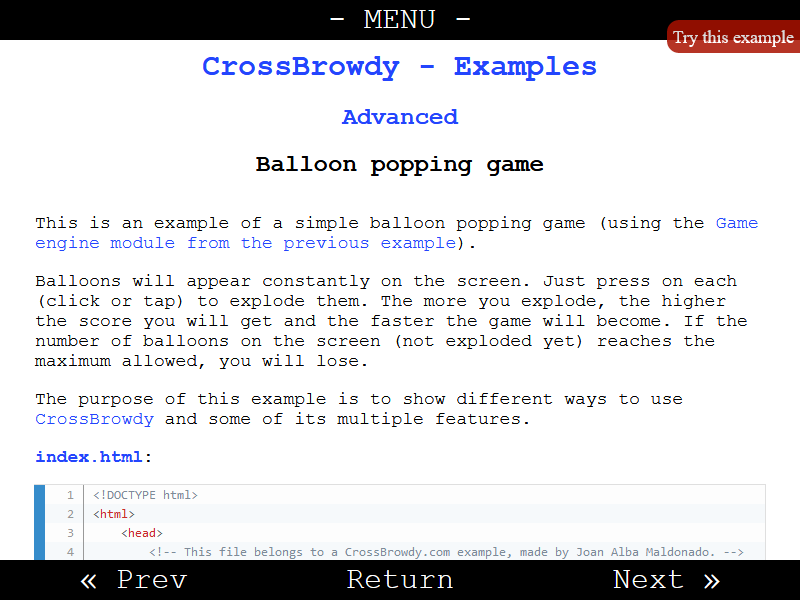 - MENU -
Try this example
CrossBrowdy - Examples
Advanced
Balloon popping game
This is an example of a simple balloon popping game (using the Game
engine module from the previous example).
Balloons will appear constantly on the screen. Just press on each
(click or tap) to explode them. The more you explode, the higher
the score you will get and the faster the game will become. If the
number of balloons on the screen (not exploded yet) reaches the
maximum allowed, you will lose.
The purpose of this example is to show different ways to use
CrossBrowdy and some of its multiple features.
index.html:
1 <!DOCTYPE html>
2 <html>
3 <head>
4 <!-- This file belongs to a CrossBrowdy.com example, made by Joan Alba Maldonado. -->
« Prev Return Next »